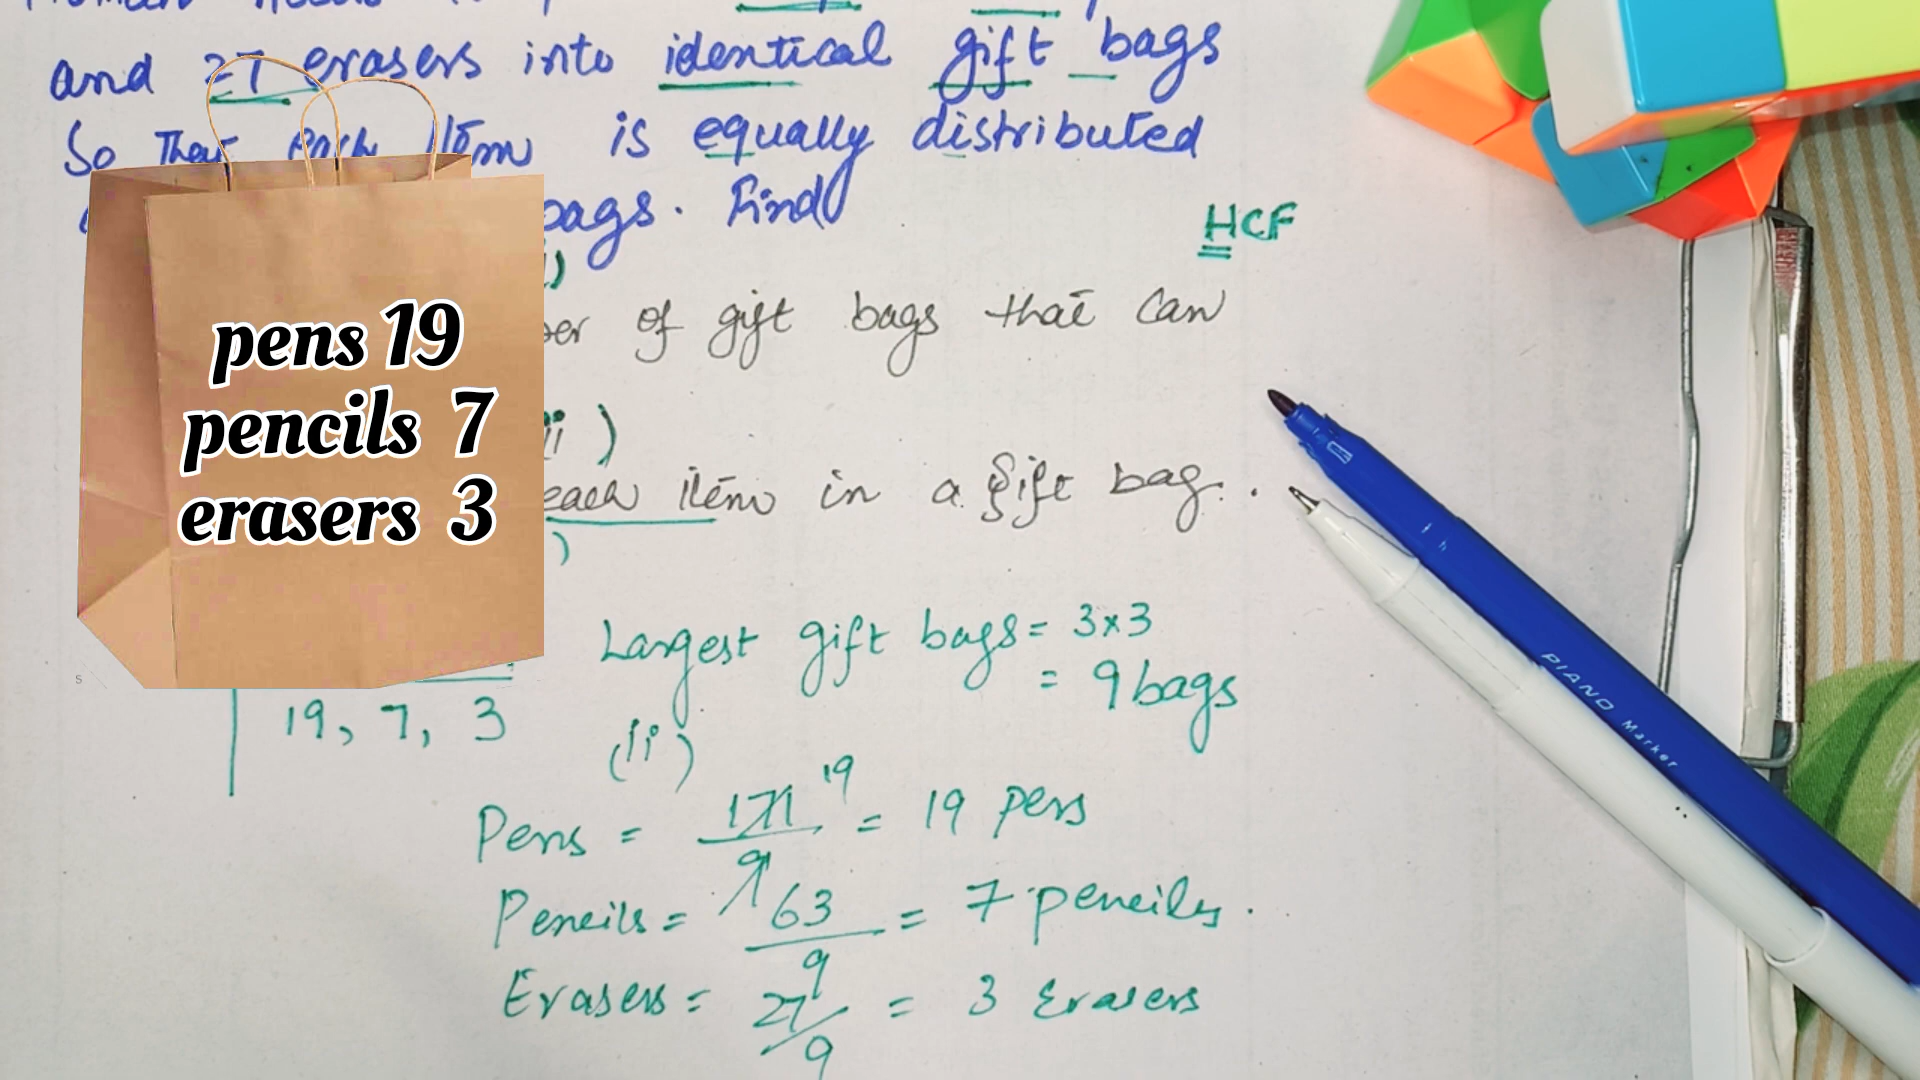 and 27 erasers into identical gift bags
So that each item is equally distributed
bags. Find
HCF
of gift bags that can
ii)
each item in a gift bag.
pens 19
pencils 7
erasers 3
Largest gift bags = 3x3
= 9 bags
19, 7, 3
(ii)
Pens = 171/9 19 = 19 pens
Pencils = 63/9 = 7 pencils.
Erasers = 27/9 = 3 Erasers
PIANO Marker